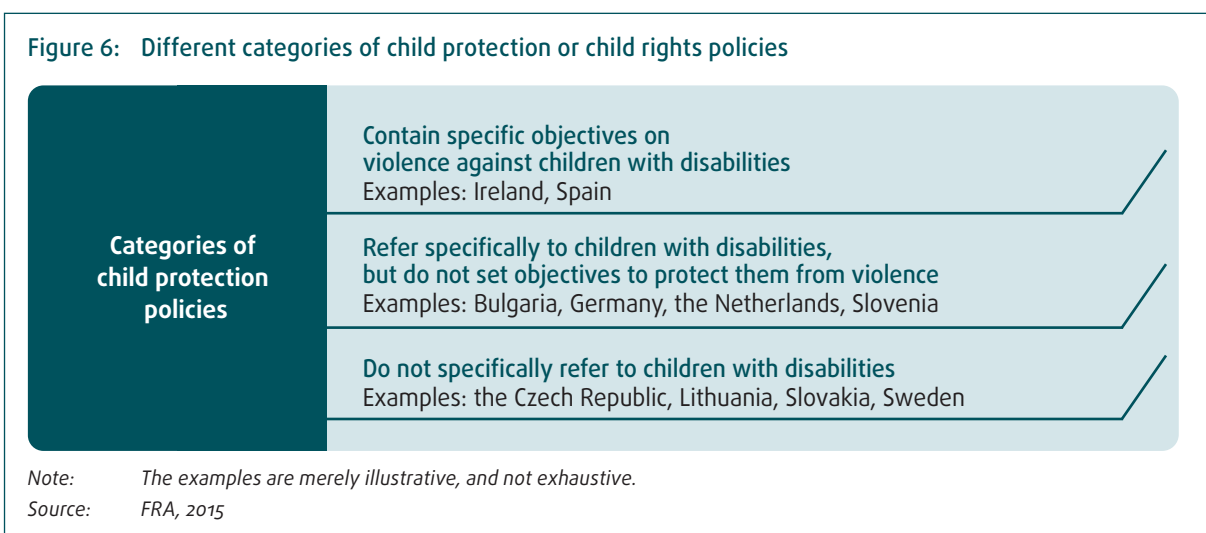 Figure 6: Different categories of child protection or child rights policies
Categories of
child protection
policies
Contain specific objectives on
violence against children with disabilities
Examples: Ireland, Spain
Refer specifically to children with disabilities,
but do not set objectives to protect them from violence
Examples: Bulgaria, Germany, the Netherlands, Slovenia
Do not specifically refer to children with disabilities
Examples: the Czech Republic, Lithuania, Slovakia, Sweden
Note: The examples are merely illustrative, and not exhaustive.
Source: FRA, 2015